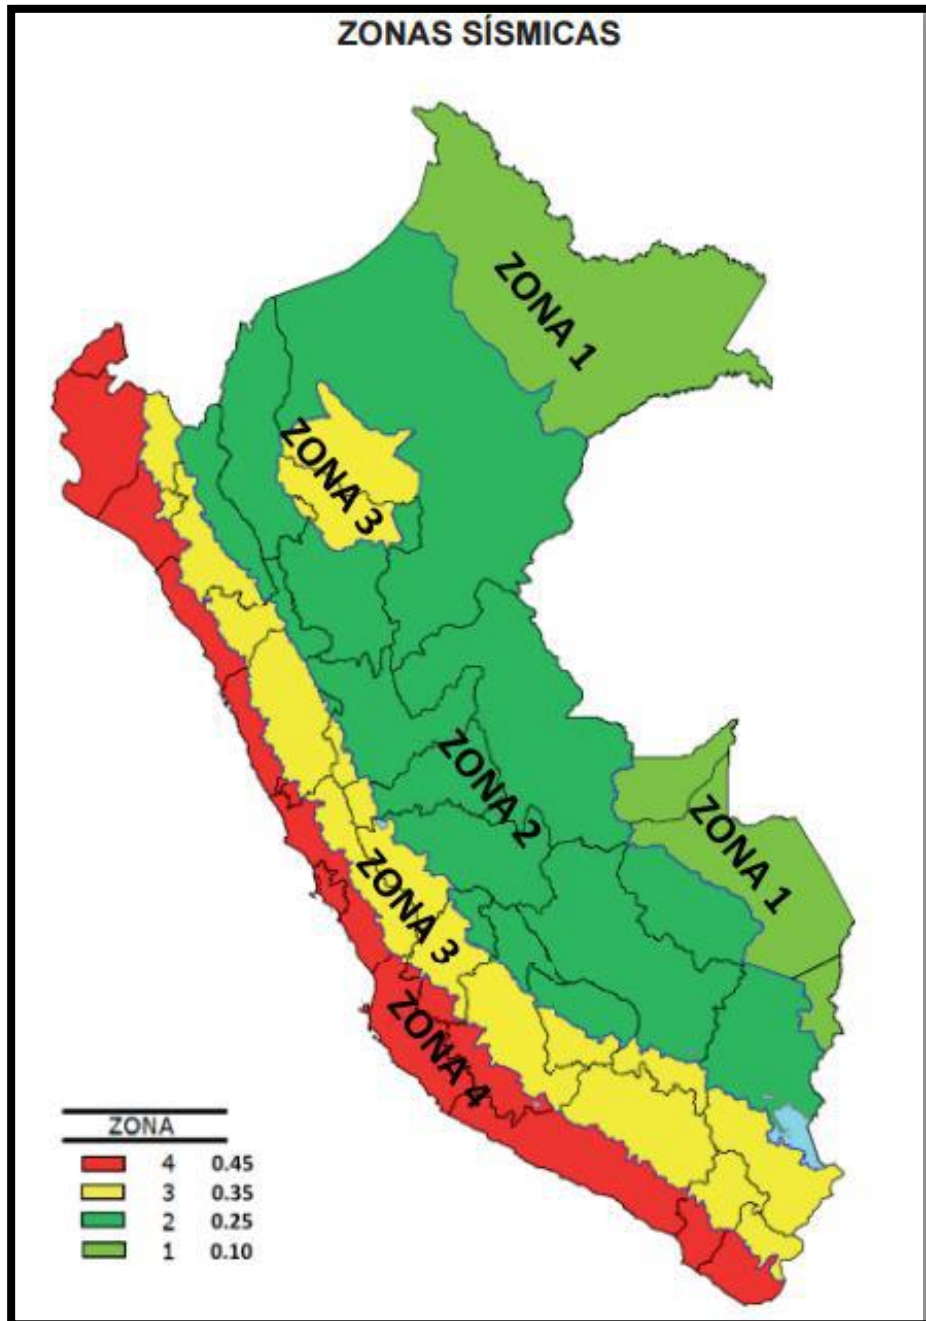 ZONAS SÍSMICAS
ZONA 1
ZONA 3
ZONA 2
ZONA 1
ZONA 3
ZONA 4
ZONA
4 0.45
3 0.35
2 0.25
1 0.10